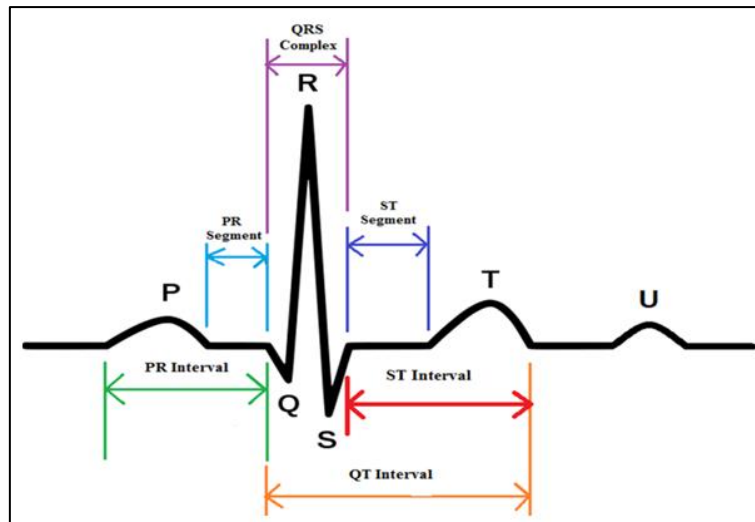 QRS
Complex
R
PR
Segment
ST
Segment
P
T
U
PR Interval
ST Interval
Q
S
QT Interval